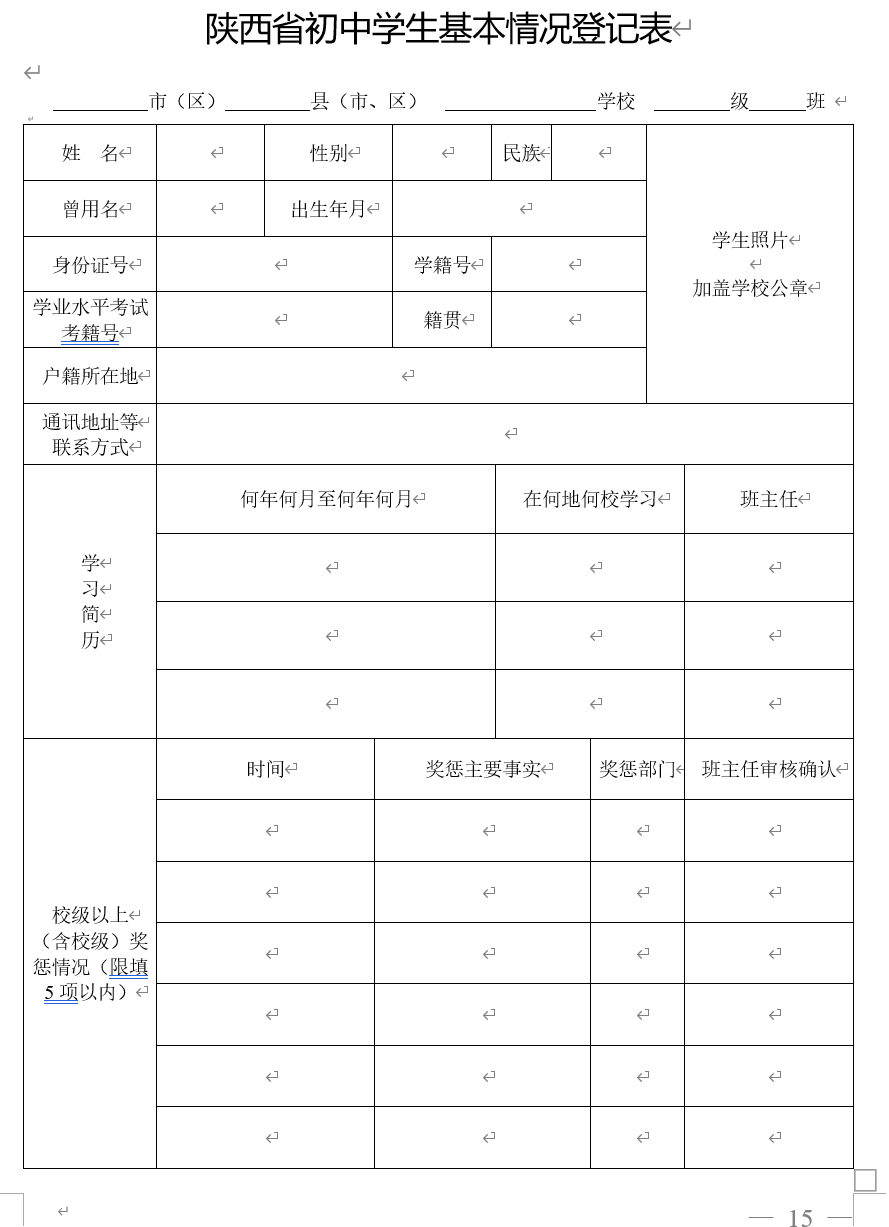 陕西省初中学生基本情况登记表
市（区） 县（市、区） 学校 级 班
姓 名 性别 民族
曾用名 出生年月
学生照片
加盖学校公章
身份证号 学籍号
学业水平考试
考籍号
籍贯
户籍所在地
通讯地址等
联系方式
何年何月至何年何月 在何地何校学习 班主任
学
习
简
历
时间 奖惩主要事实 奖惩部门 班主任审核确认
校级以上
（含校级）奖
惩情况（限填
5 项以内）
— 15 —